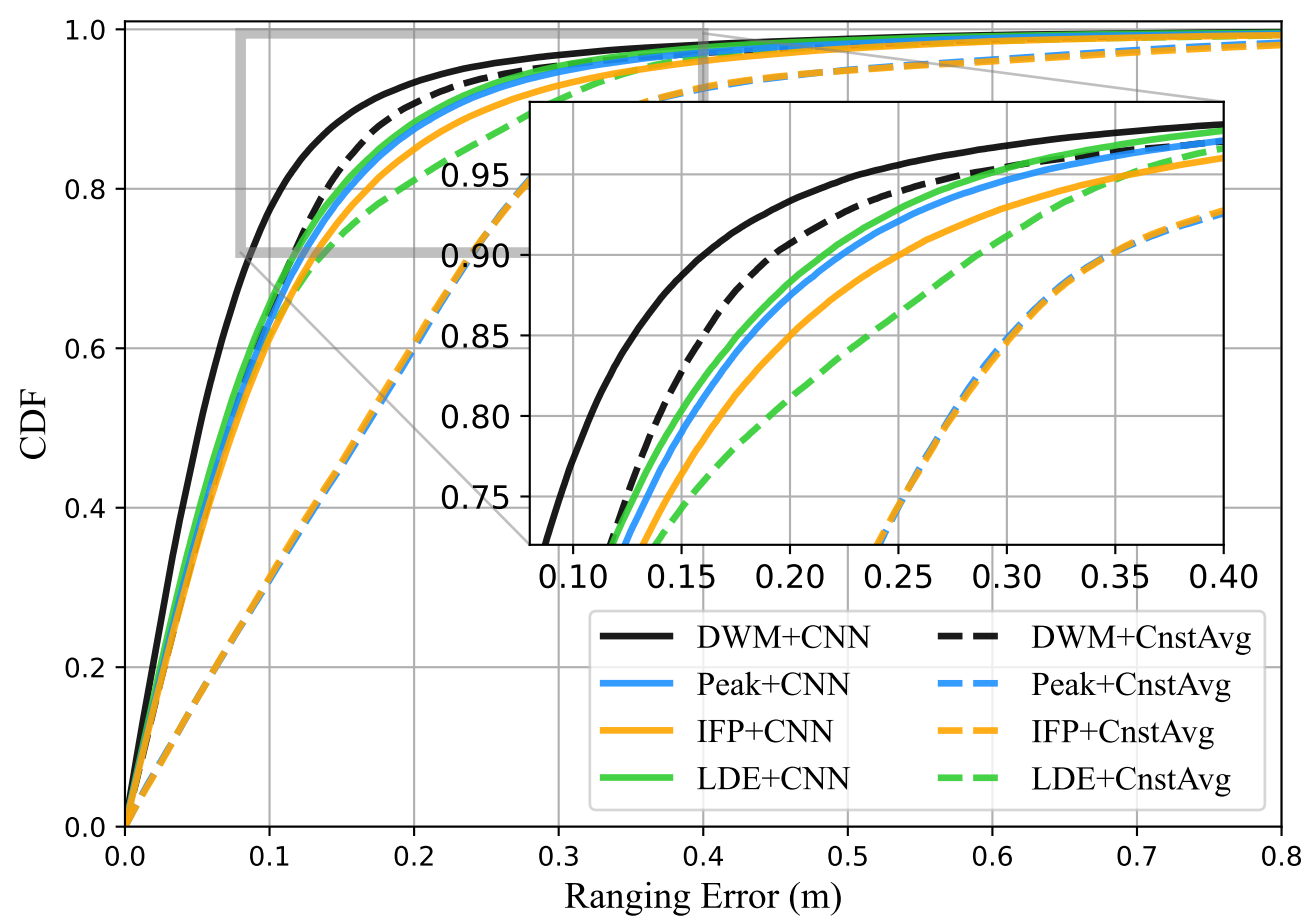 1.0
0.8
0.6
0.4
0.2
0.0
CDF
0.0 0.1 0.2 0.3 0.4 0.5 0.6 0.7 0.8
Ranging Error (m)
0.95
0.90
0.85
0.80
0.75
0.10 0.15 0.20 0.25 0.30 0.35 0.40
DWM+CNN DWM+CnstAvg
Peak+CNN Peak+CnstAvg
IFP+CNN IFP+CnstAvg
LDE+CNN LDE+CnstAvg